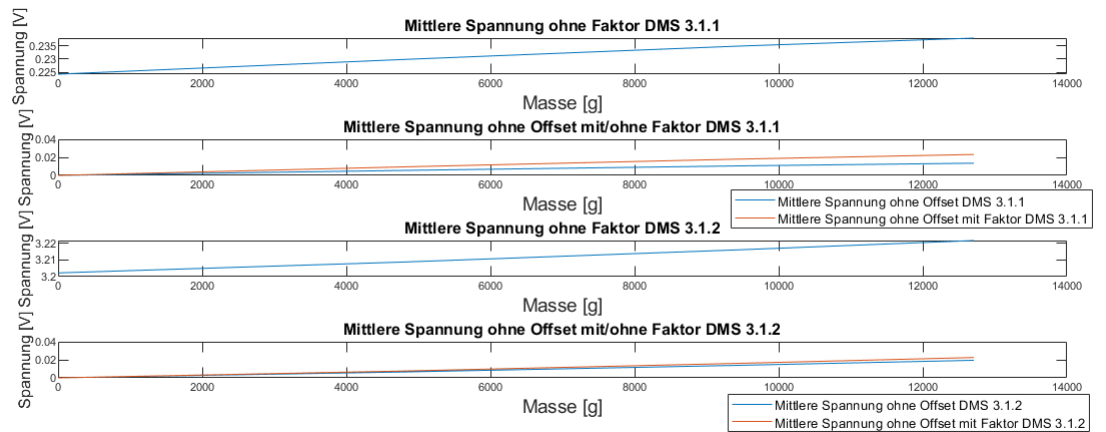 Mittlere Spannung ohne Faktor DMS 3.1.1
Spannung [V]
0.235
0.23
0.225
0 2000 4000 6000 8000 10000 12000 14000
Masse [g]
Mittlere Spannung ohne Offset mit/ohne Faktor DMS 3.1.1
Spannung [V]
0.04
0.02
0
0 2000 4000 6000 8000 10000 12000 14000
Masse [g]
Mittlere Spannung ohne Offset DMS 3.1.1
Mittlere Spannung ohne Offset mit Faktor DMS 3.1.1
Mittlere Spannung ohne Faktor DMS 3.1.2
Spannung [V]
3.22
3.21
3.2
0 2000 4000 6000 8000 10000 12000 14000
Masse [g]
Mittlere Spannung ohne Offset mit/ohne Faktor DMS 3.1.2
Spannung [V]
0.04
0.02
0
0 2000 4000 6000 8000 10000 12000 14000
Masse [g]
Mittlere Spannung ohne Offset DMS 3.1.2
Mittlere Spannung ohne Offset mit Faktor DMS 3.1.2